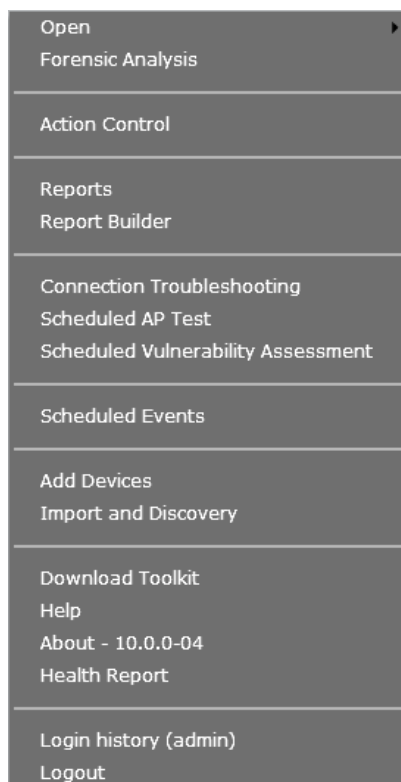 Open
Forensic Analysis
Action Control
Reports
Report Builder
Connection Troubleshooting
Scheduled AP Test
Scheduled Vulnerability Assessment
Scheduled Events
Add Devices
Import and Discovery
Download Toolkit
Help
About - 10.0.0-04
Health Report
Login history (admin)
Logout